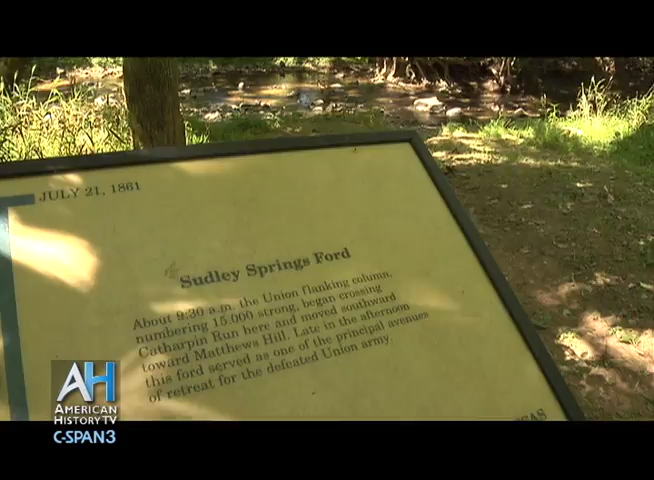 JULY 21, 1861
Sudley Springs Ford
About 9:30 a.m. the Union flanking column,
numbering 15,000 strong, began crossing
Catharpin Run here and moved southward
toward Matthews Hill. Late in the afternoon
this ford served as one of the principal avenues
of retreat for the defeated Union army.
AH
AMERICAN
HISTORY TV
C-SPAN3